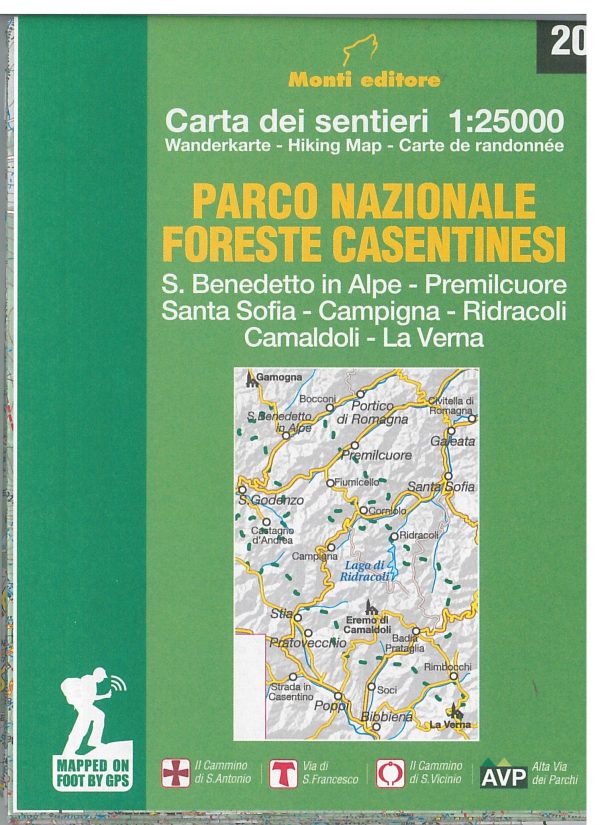 20
Monti editore
Carta dei sentieri 1:25000
Wanderkarte - Hiking Map - Carte de randonnée
PARCO NAZIONALE
FORESTE CASENTINESI
S. Benedetto in Alpe - Premilcuore
Santa Sofia - Campigna - Ridracoli
Camaldoli - La Verna
Gamogna
Bocconi
Portico
di Romagna
Civitella di
Romagna
S. Benedetto
in Alpe
Galeata
Premilcuore
Fiumicello
Santa Sofia
S. Godenzo
Corniolo
Castagno
d'Andrea
Ridracoli
Campigna
Lago di
Ridracoli
Stia
Eremo di
Camaldoli
Pratovecchio
Badia
Prataglia
Rimbocchi
Strada in
Casentino
Soci
Poppi
La Verna
Bibbiena
MAPPED ON
FOOT BY GPS
Il Cammino
di S.Antonio
Via di
S.Francesco
Il Cammino
di S.Vicinio
AVP
Alta Via
dei Parchi